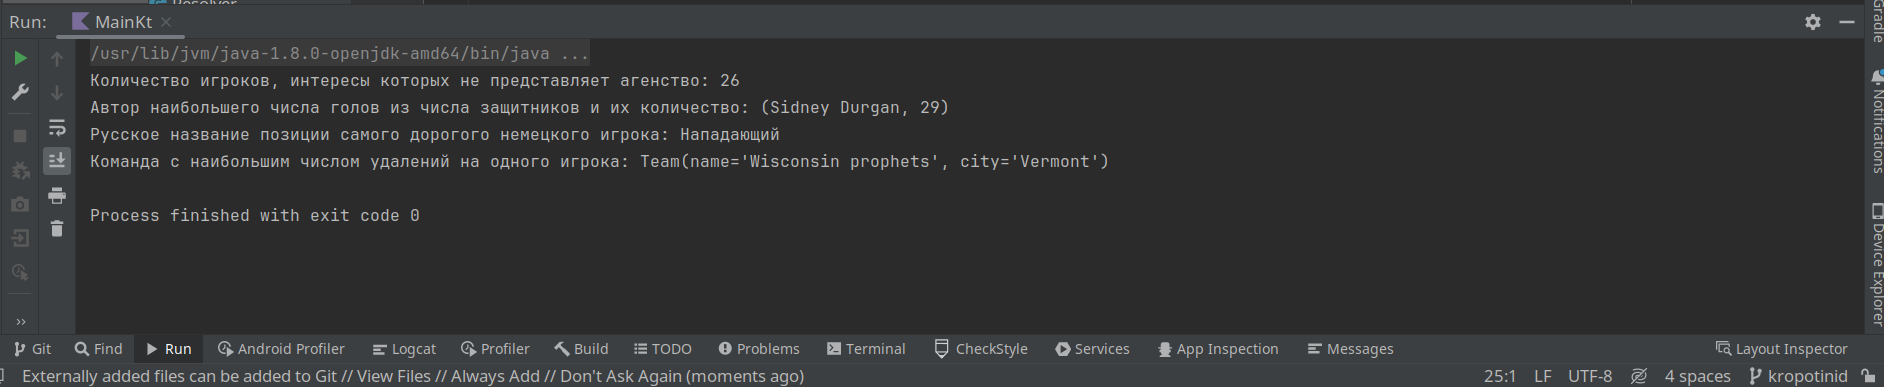 Resolver
Run: MainKt
/usr/lib/jvm/java-1.8.0-openjdk-amd64/bin/java ...
Количество игроков, интересы которых не представляет агенство: 26
Автор наибольшего числа голов из числа защитников и их количество: (Sidney Durgan, 29)
Русское название позиции самого дорогого немецкого игрока: Нападающий
Команда с наибольшим числом удалений на одного игрока: Team(name='Wisconsin prophets', city='Vermont')
Process finished with exit code 0
Gradle
Notifications
Device Explorer
Git Find Run Android Profiler Logcat Profiler Build TODO Problems Terminal CheckStyle Services App Inspection Messages Layout Inspector
Externally added files can be added to Git // View Files // Always Add // Don't Ask Again (moments ago) 25:1 LF UTF-8 4 spaces kropotinid